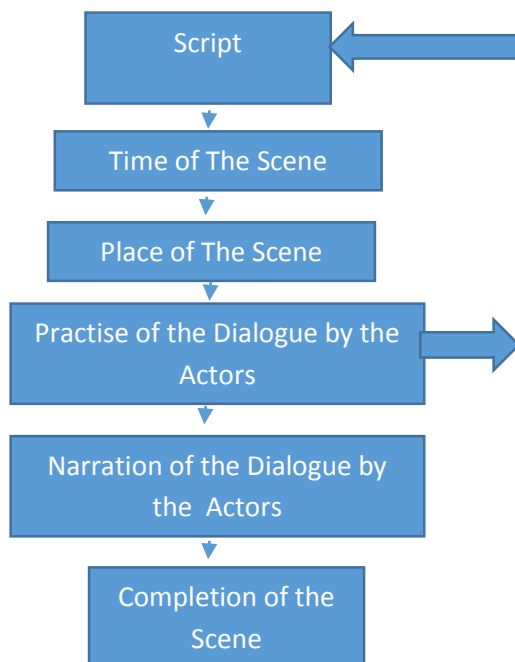 Script
Time of The Scene
Place of The Scene
Practise of the Dialogue by the
Actors
Narration of the Dialogue by
the Actors
Completion of the
Scene